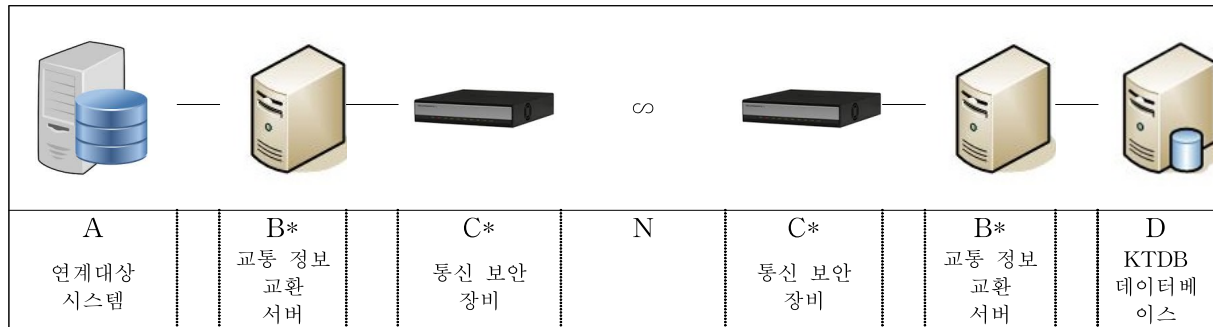 ∽
A
연계대상
시스템
B*
교통 정보
교환
서버
C*
통신 보안
장비
N
C*
통신 보안
장비
B*
교통 정보
교환
서버
D
KTDB
데이터베
이스